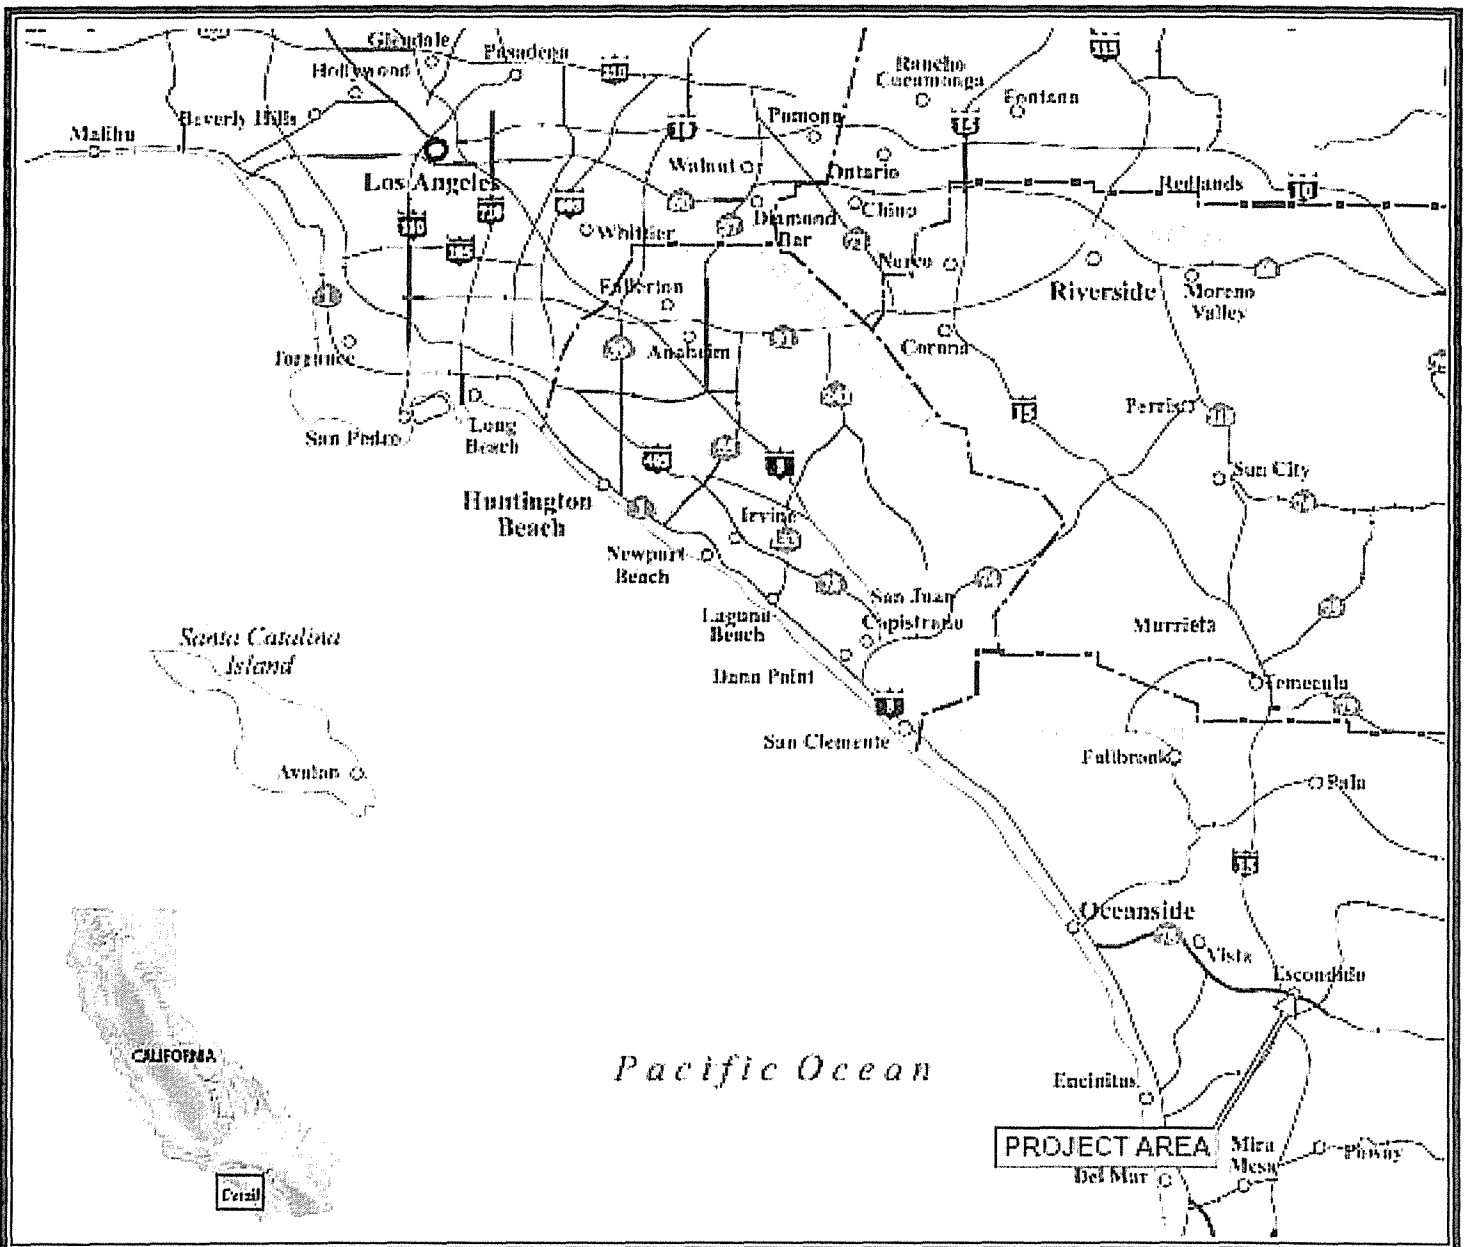 Glendale
Pasadena
Hollywood
Rancho
Cucamonga
Fontana
Beverly Hills
Pomona
Malibu
Walnut
Ontario
Los Angeles
Redlands
Chino
Diamond
Bar
Whittier
Norco
Fullerton
Riverside
Moreno
Valley
Torrance
Anaheim
Corona
Perris
San Pedro
Long
Beach
Sun City
Huntington
Beach
Irvine
Newport
Beach
San Juan
Capistrano
Laguna
Beach
Murrieta
Santa Catalina
Island
Dana Point
Temecula
San Clemente
Fallbrook
Avalon
Pala
Oceanside
Vista
Escondido
CALIFORNIA
Pacific Ocean
Encinitas
PROJECT AREA
Mira
Mesa
Poway
Del Mar
Detail